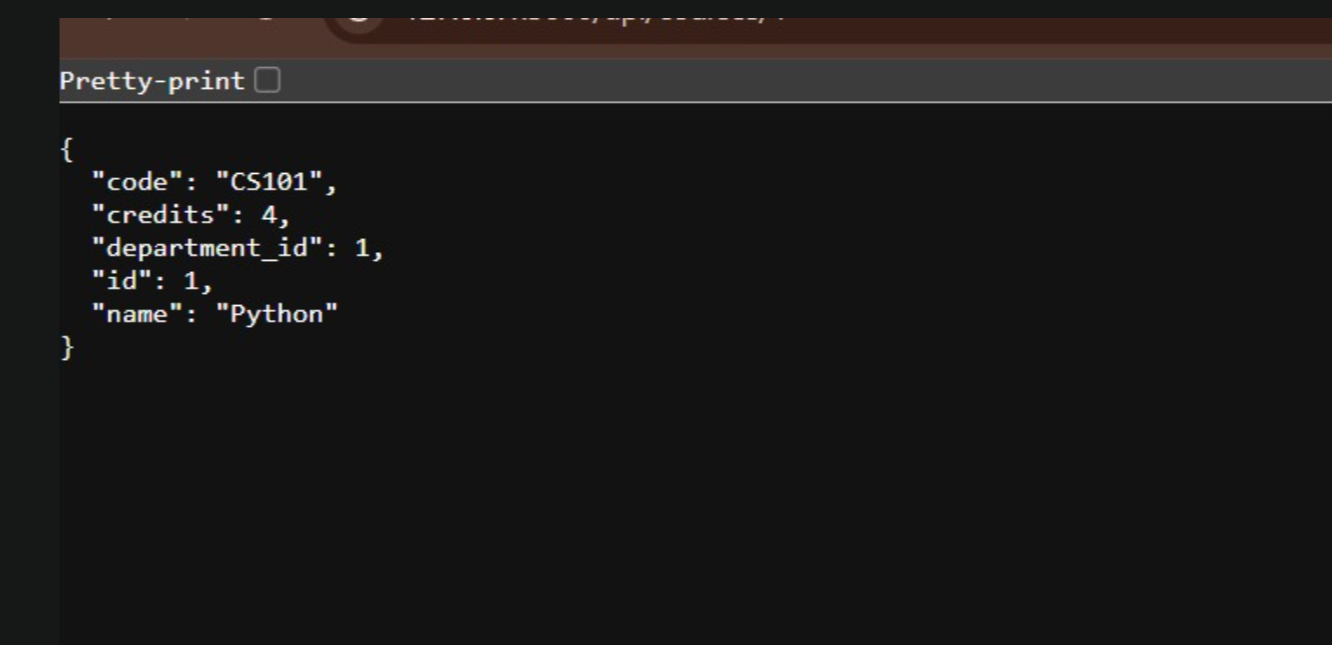 Pretty-print
{
"code": "CS101",
"credits": 4,
"department_id": 1,
"id": 1,
"name": "Python"
}